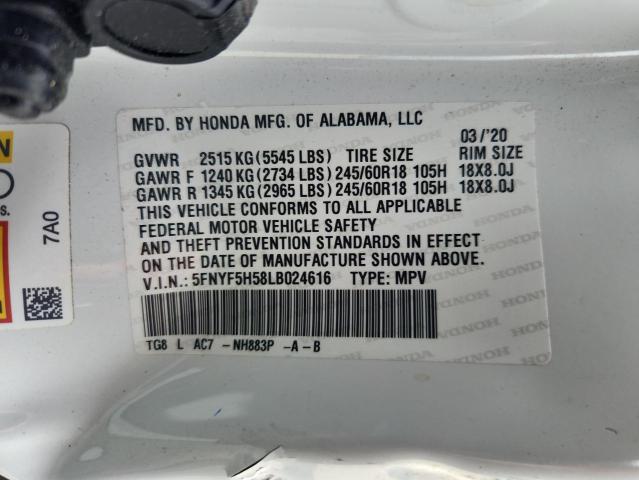 MFD. BY HONDA MFG. OF ALABAMA, LLC
03/'20
GVWR 2515 KG (5545 LBS) TIRE SIZE RIM SIZE
GAWR F 1240 KG (2734 LBS) 245/60R18 105H 18X8.0J
GAWR R 1345 KG (2965 LBS) 245/60R18 105H 18X8.0J
THIS VEHICLE CONFORMS TO ALL APPLICABLE
FEDERAL MOTOR VEHICLE SAFETY
AND THEFT PREVENTION STANDARDS IN EFFECT
ON THE DATE OF MANUFACTURE SHOWN ABOVE.
V.I.N.: 5FNYF5H58LB024616 TYPE: MPV
TG8 L AC7 -NH883P -A-B
7A0
HONDA